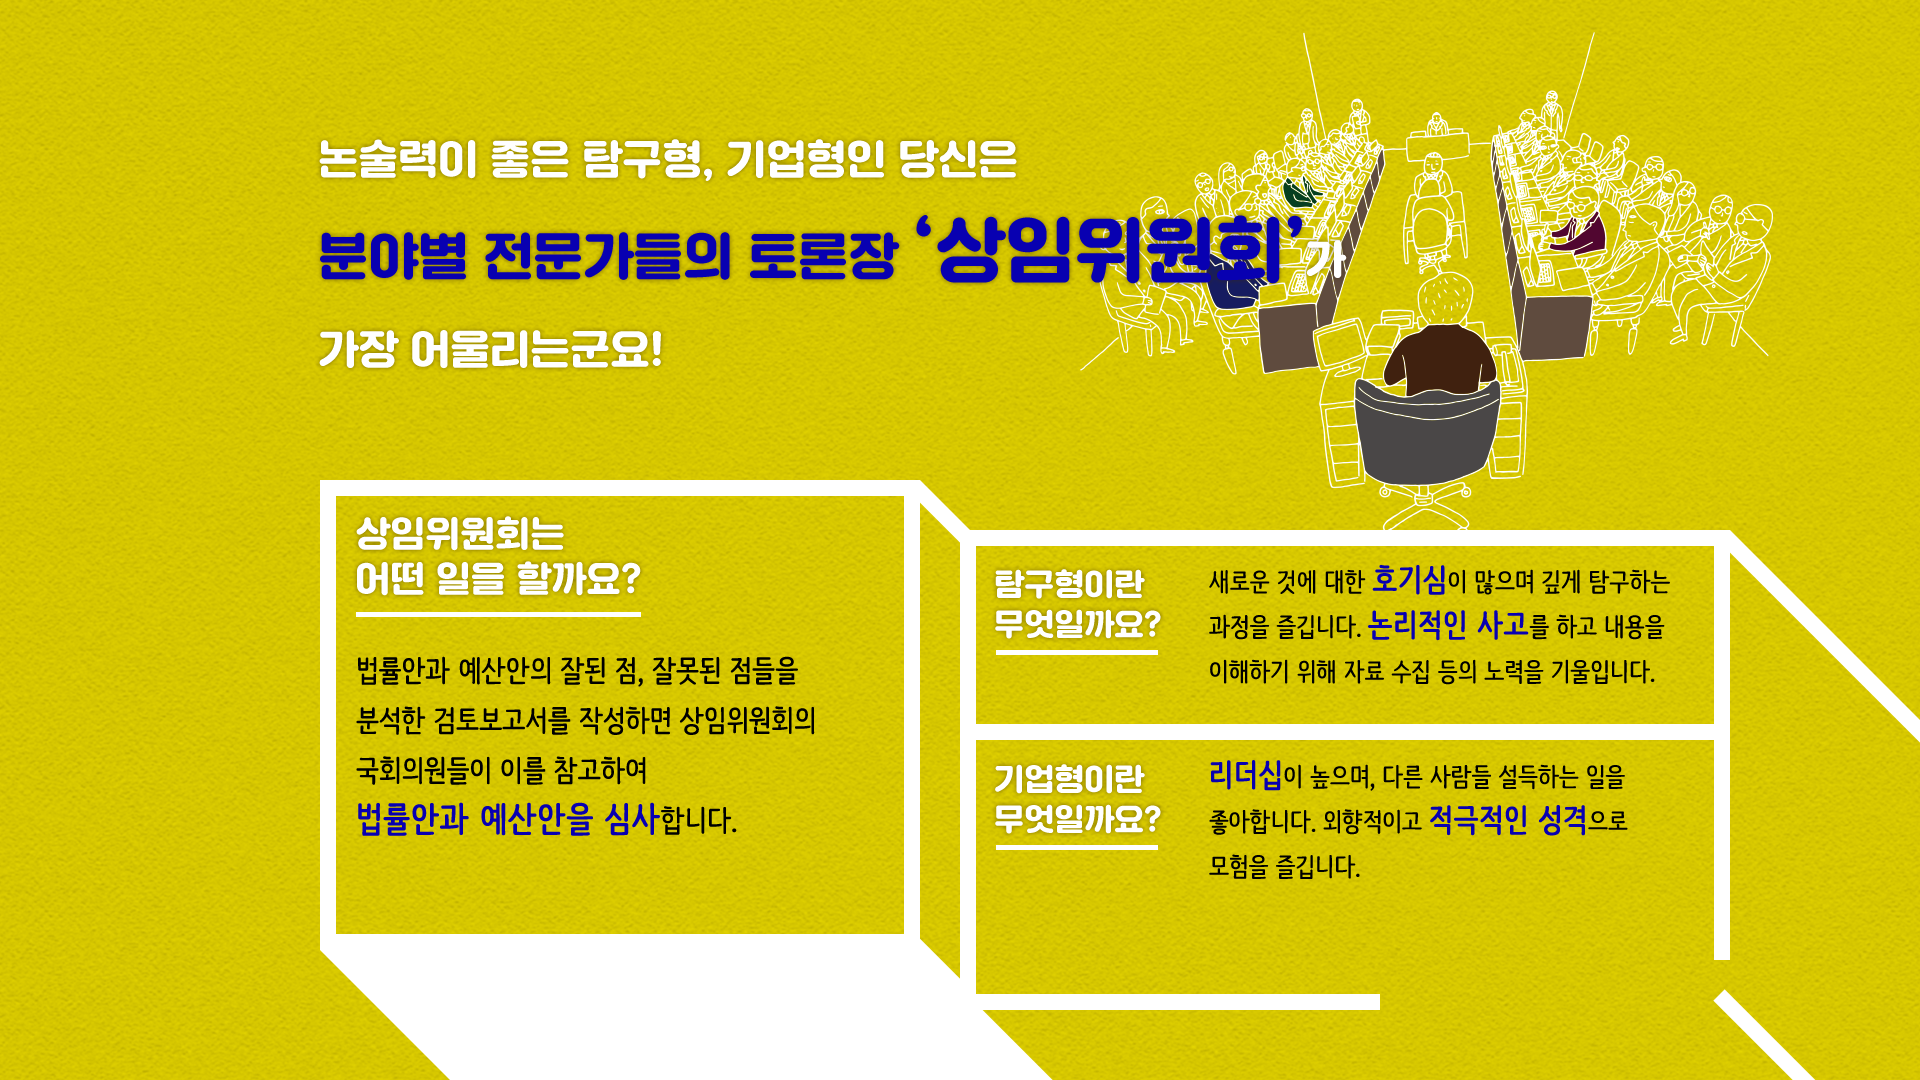 논술력이 좋은 탐구형, 기업형인 당신은
분야별 전문가들의 토론장 ‘상임위원회’가
가장 어울리는군요!
상임위원회는
어떤 일을 할까요?
법률안과 예산안의 잘된 점, 잘못된 점들을
분석한 검토보고서를 작성하면 상임위원회의
국회의원들이 이를 참고하여
법률안과 예산안을 심사합니다.
탐구형이란
무엇일까요?
새로운 것에 대한 호기심이 많으며 깊게 탐구하는
과정을 즐깁니다. 논리적인 사고를 하고 내용을
이해하기 위해 자료 수집 등의 노력을 기울입니다.
기업형이란
무엇일까요?
리더십이 높으며, 다른 사람들 설득하는 일을
좋아합니다. 외향적이고 적극적인 성격으로
모험을 즐깁니다.